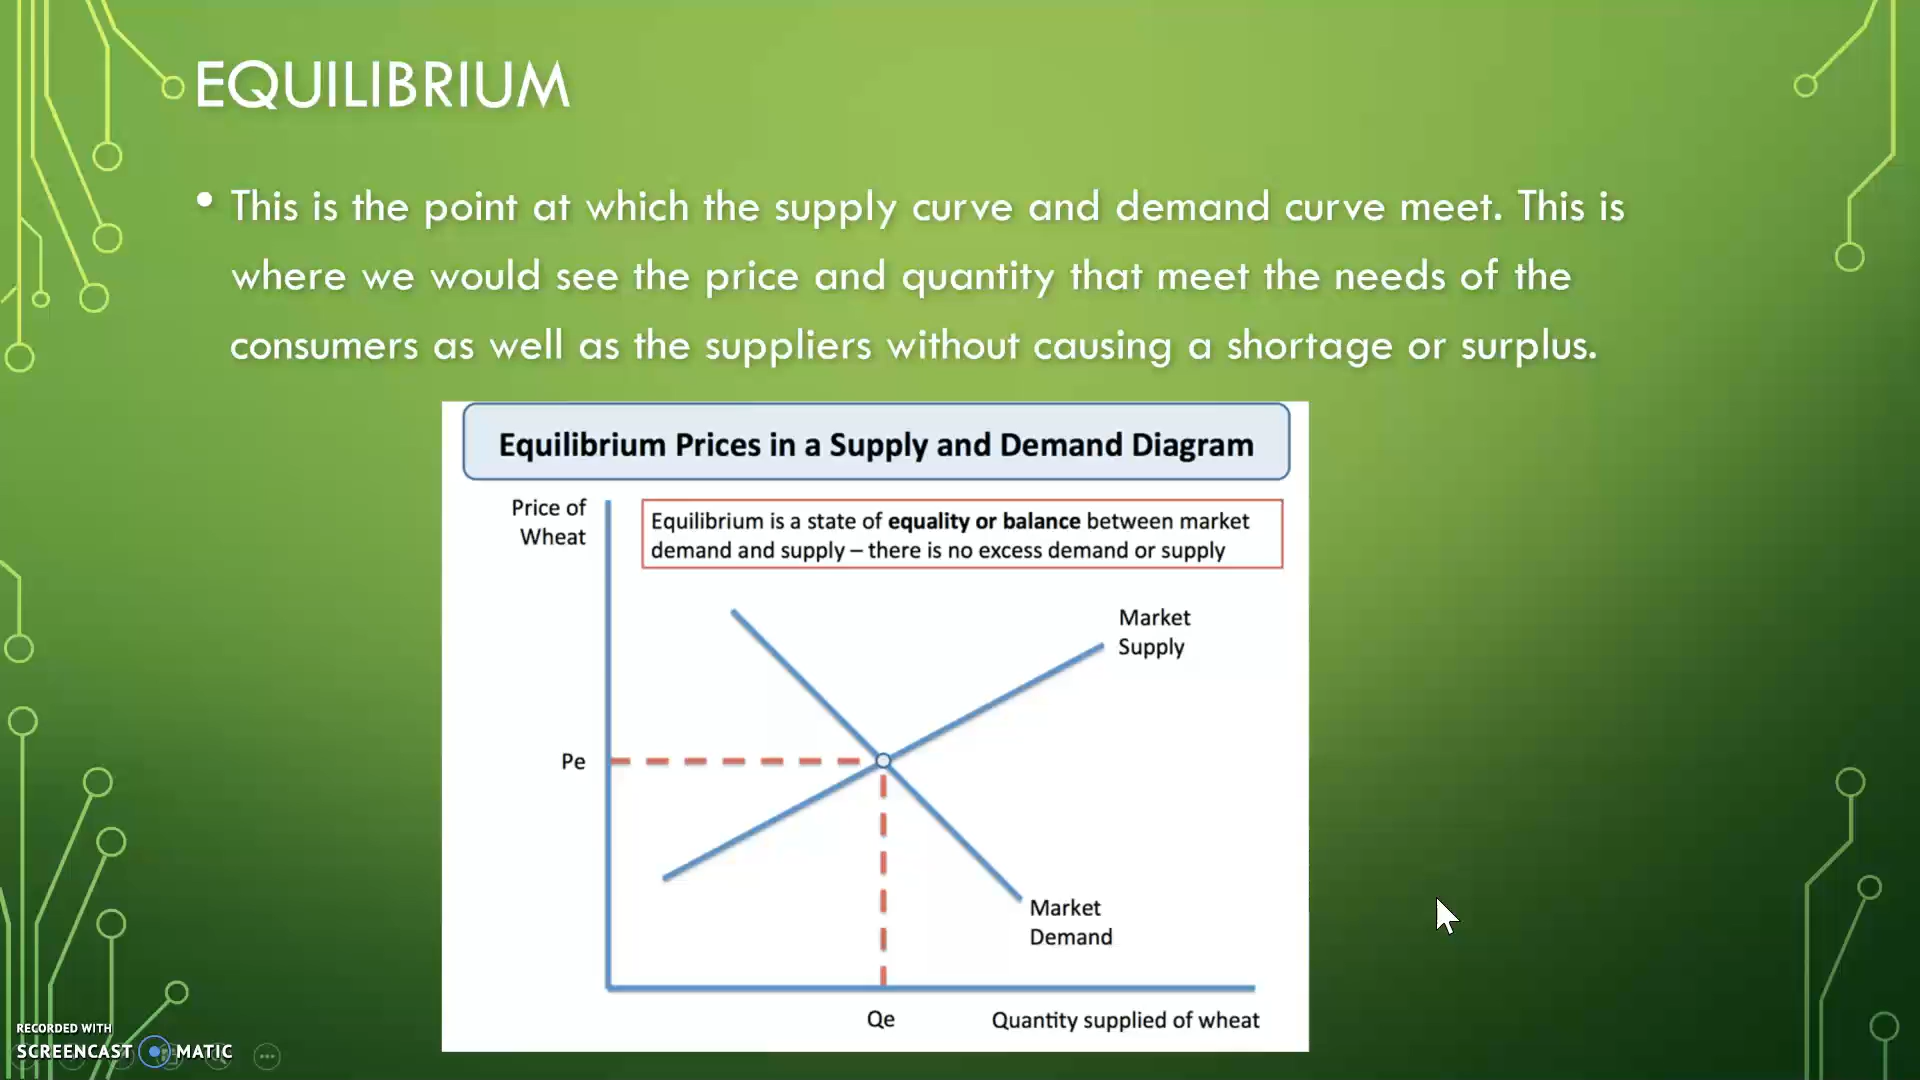 EQUILIBRIUM
• This is the point at which the supply curve and demand curve meet. This is
where we would see the price and quantity that meet the needs of the
consumers as well as the suppliers without causing a shortage or surplus.
Equilibrium Prices in a Supply and Demand Diagram
Price of
Wheat
Equilibrium is a state of equality or balance between market
demand and supply – there is no excess demand or supply
Market
Supply
Pe
Market
Demand
Qe
Quantity supplied of wheat
RECORDED WITH
SCREENCAST MATIC